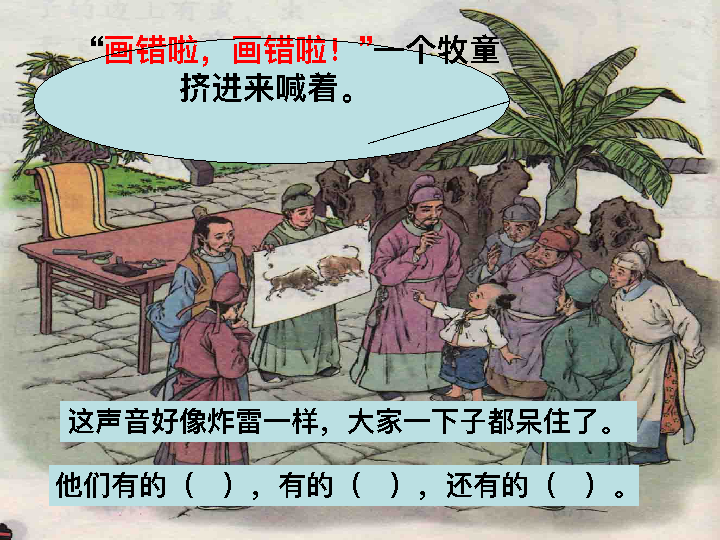 “画错啦，画错啦！”一个牧童
挤进来喊着。
这声音好像炸雷一样，大家一下子都呆住了。
他们有的（ ），有的（ ），还有的（ ）。